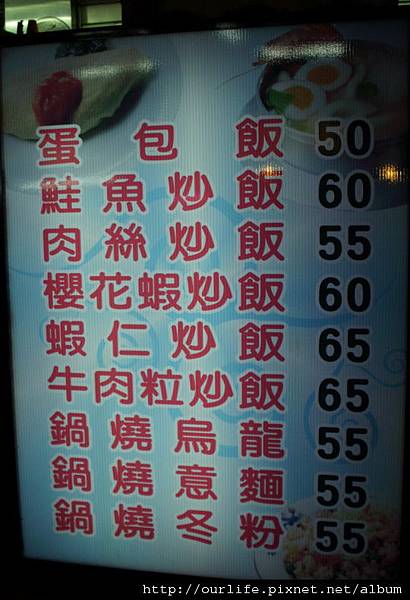 蛋包飯 50
鮭魚炒飯 60
肉絲炒飯 55
櫻花蝦炒飯 60
蝦仁炒飯 65
牛肉粒炒飯 65
鍋燒烏龍 55
鍋燒意麵 55
鍋燒冬粉 55
http://ourlife.pixnet.net/album